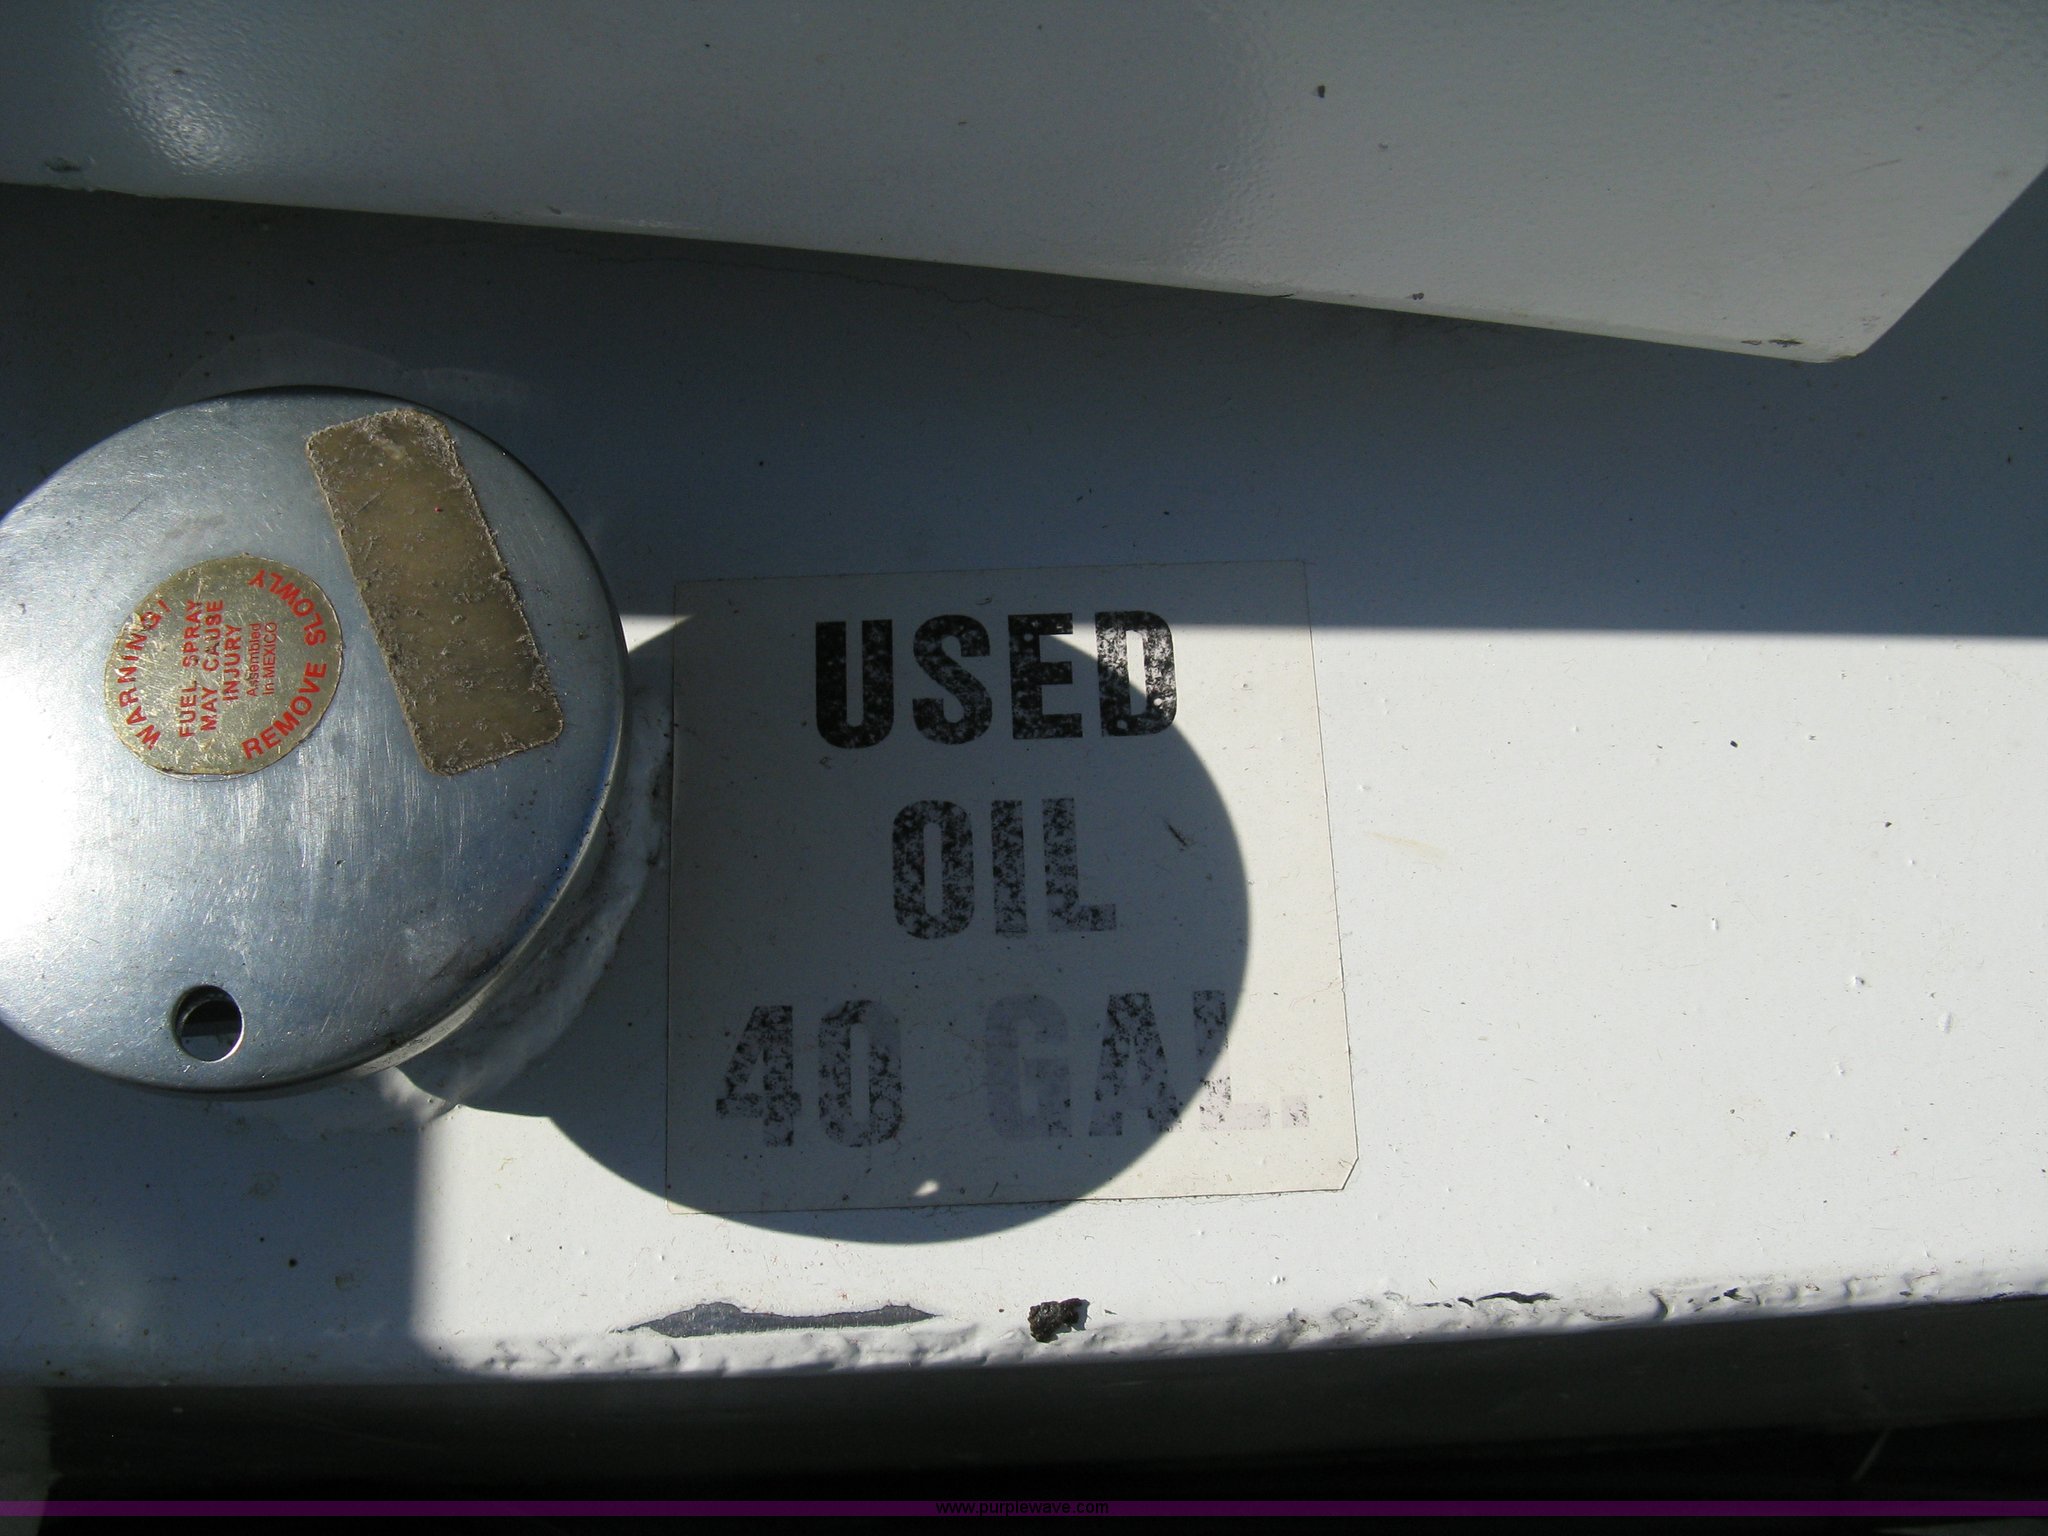 WARNING!
FUEL SPRAY
MAY CAUSE
INJURY
Assembled
In MEXICO
REMOVE SLOWLY
USED
OIL
40 GAL.
www.purplewave.com